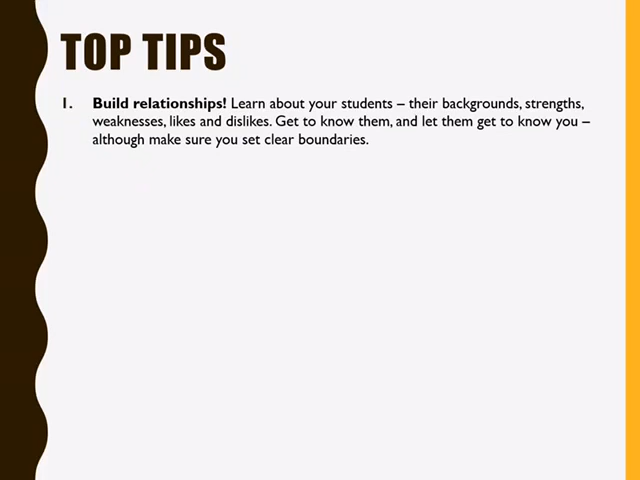 TOP TIPS
1. Build relationships! Learn about your students – their backgrounds, strengths,
weaknesses, likes and dislikes. Get to know them, and let them get to know you –
although make sure you set clear boundaries.